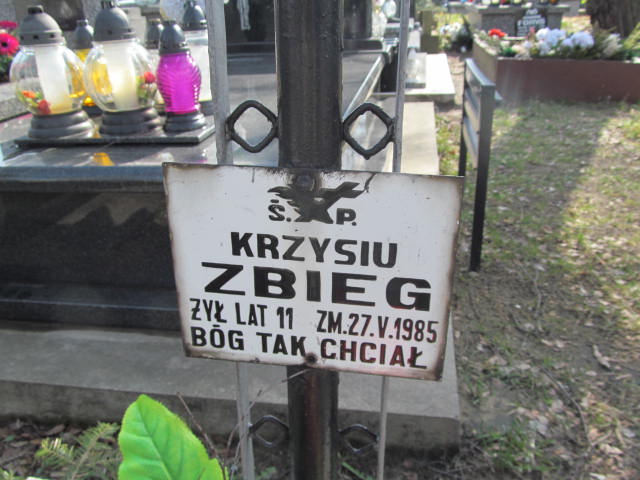 Ś. P.
KRZYSIU
ZBIEG
ŻYŁ LAT 11 ZM. 27.V.1985
BÓG TAK CHCIAŁ